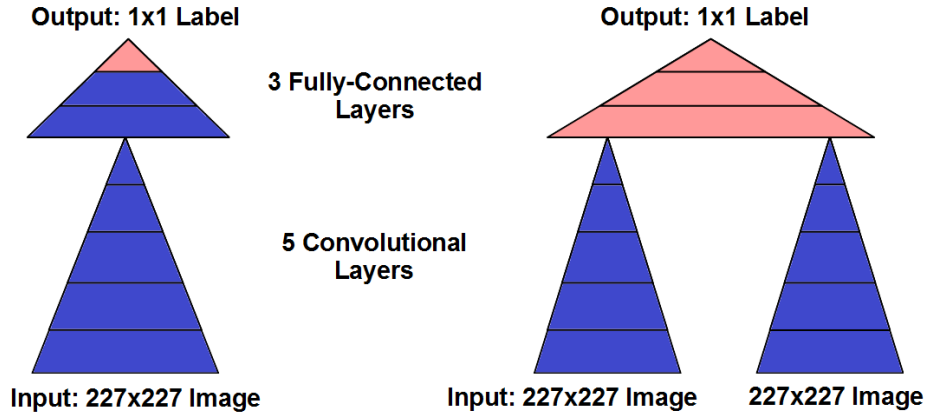 Output: 1x1 Label
Output: 1x1 Label
3 Fully-Connected
Layers
5 Convolutional
Layers
Input: 227x227 Image
Input: 227x227 Image
227x227 Image